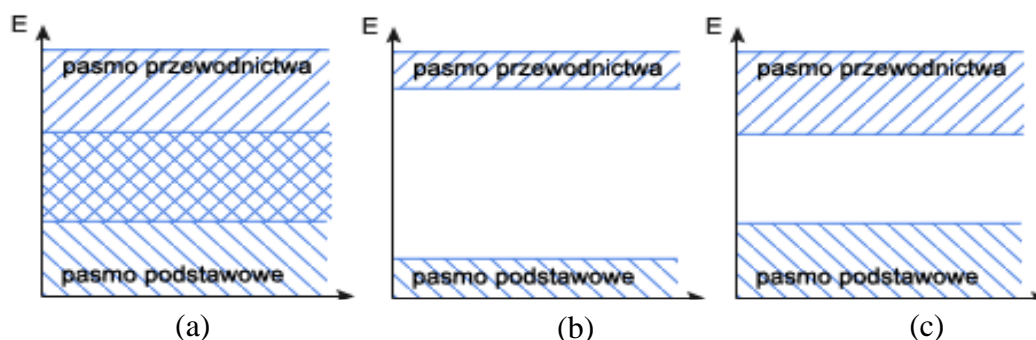 E
E
E
pasmo przewodnictwa
pasmo przewodnictwa
pasmo przewodnictwa
pasmo podstawowe
pasmo podstawowe
pasmo podstawowe
(a)
(b)
(c)